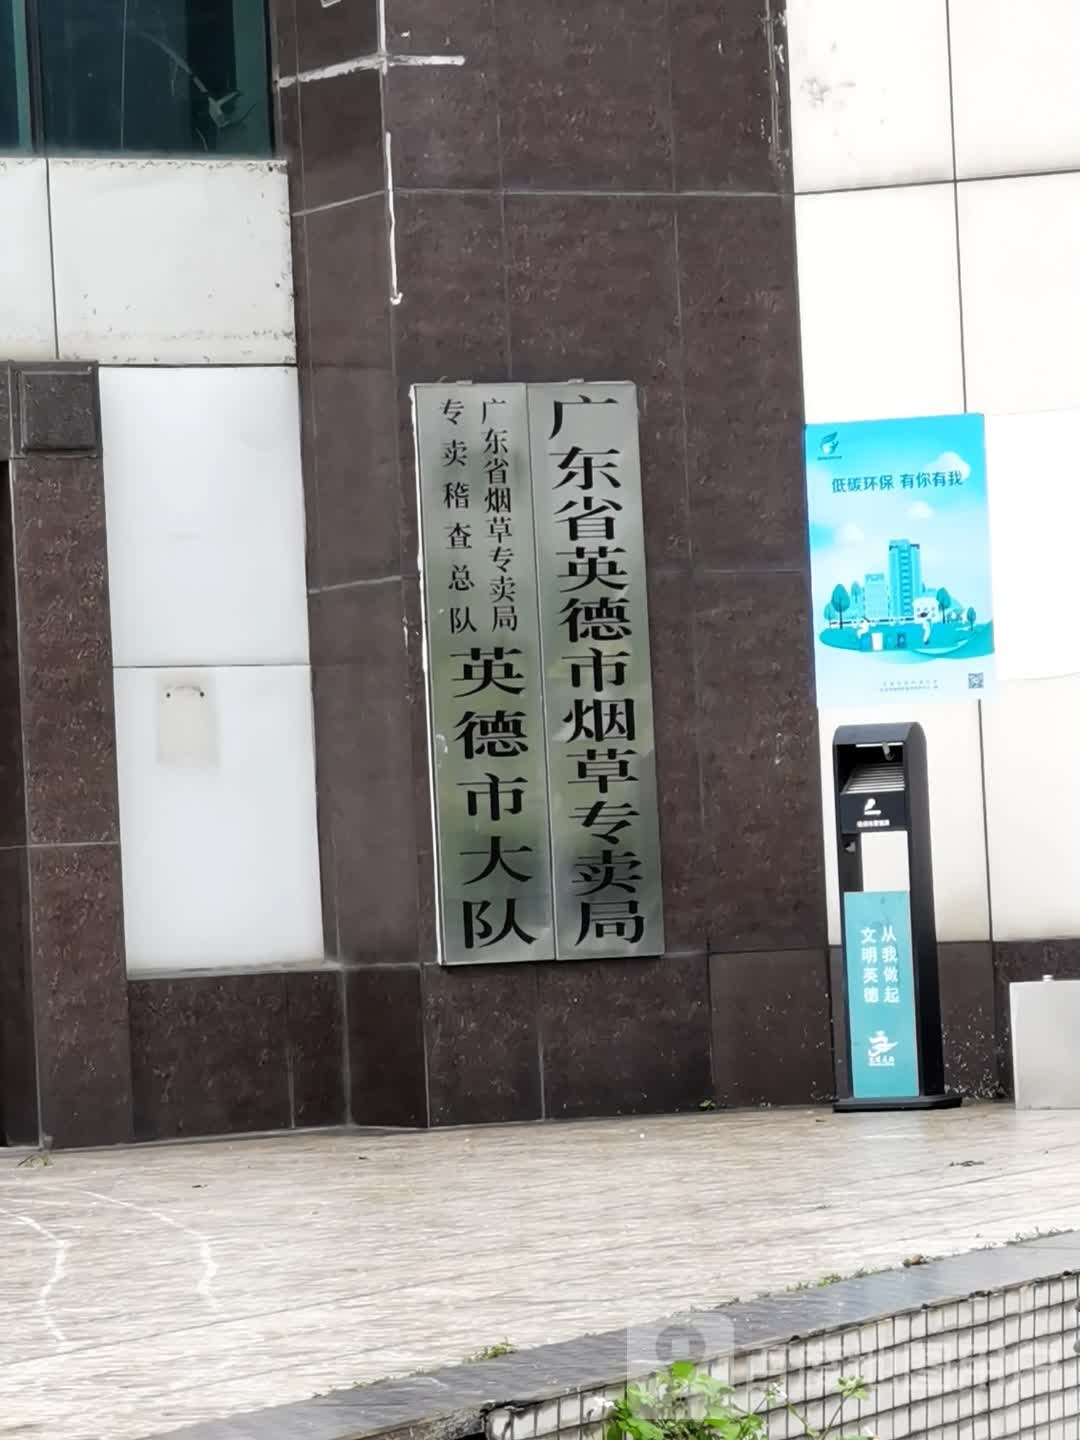 广东省英德市烟草专卖局
广东省烟草专卖局
专卖稽查总队
英德市大队
低碳环保 有你有我
从我做起
文明英德